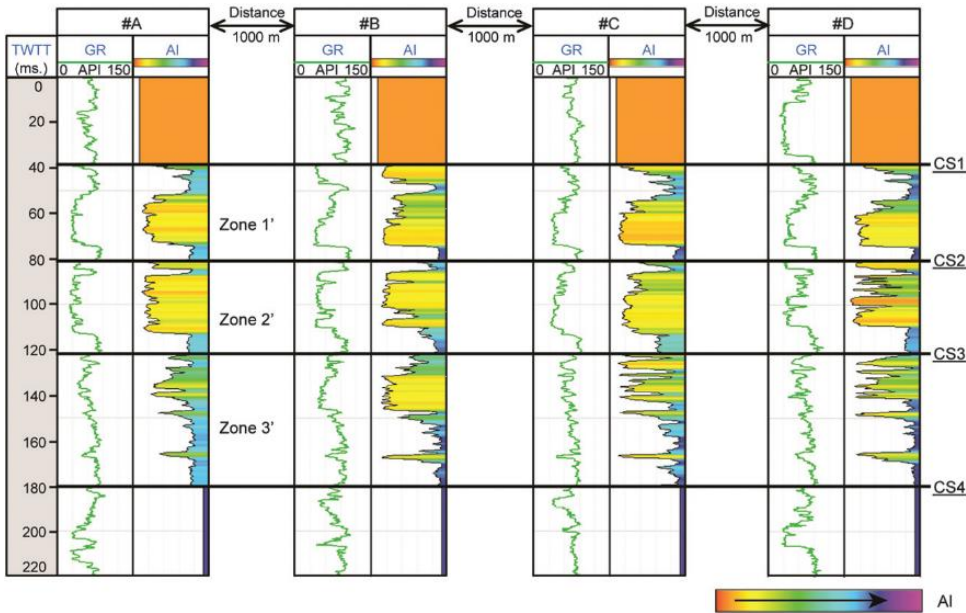 #A Distance 1000 m #B Distance 1000 m #C Distance 1000 m #D
TWTT (ms.) GR AI GR AI GR AI GR AI
0 API 150 0 API 150 0 API 150 0 API 150
0
20
CS1
40
Zone 1'
60
CS2
80
Zone 2'
100
CS3
120
140
Zone 3'
160
CS4
180
200
220
AI